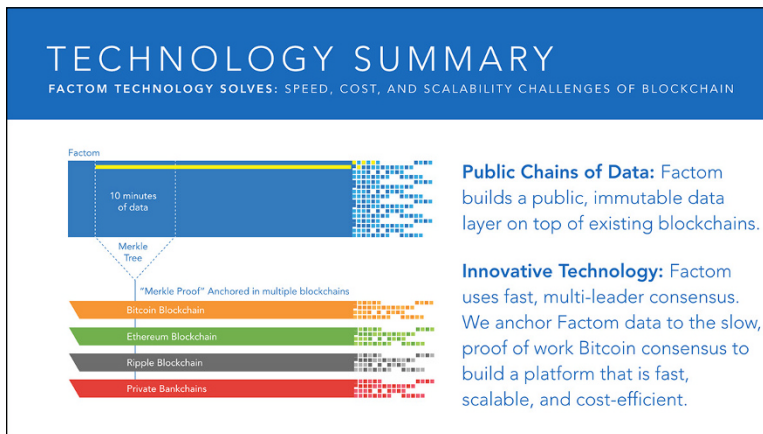 TECHNOLOGY SUMMARY
FACTOM TECHNOLOGY SOLVES: SPEED, COST, AND SCALABILITY CHALLENGES OF BLOCKCHAIN
Factom
10 minutes
of data
Merkle
Tree
"Merkle Proof" Anchored in multiple blockchains
Bitcoin Blockchain
Ethereum Blockchain
Ripple Blockchain
Private Bankchains
Public Chains of Data: Factom
builds a public, immutable data
layer on top of existing blockchains.
Innovative Technology: Factom
uses fast, multi-leader consensus.
We anchor Factom data to the slow,
proof of work Bitcoin consensus to
build a platform that is fast,
scalable, and cost-efficient.